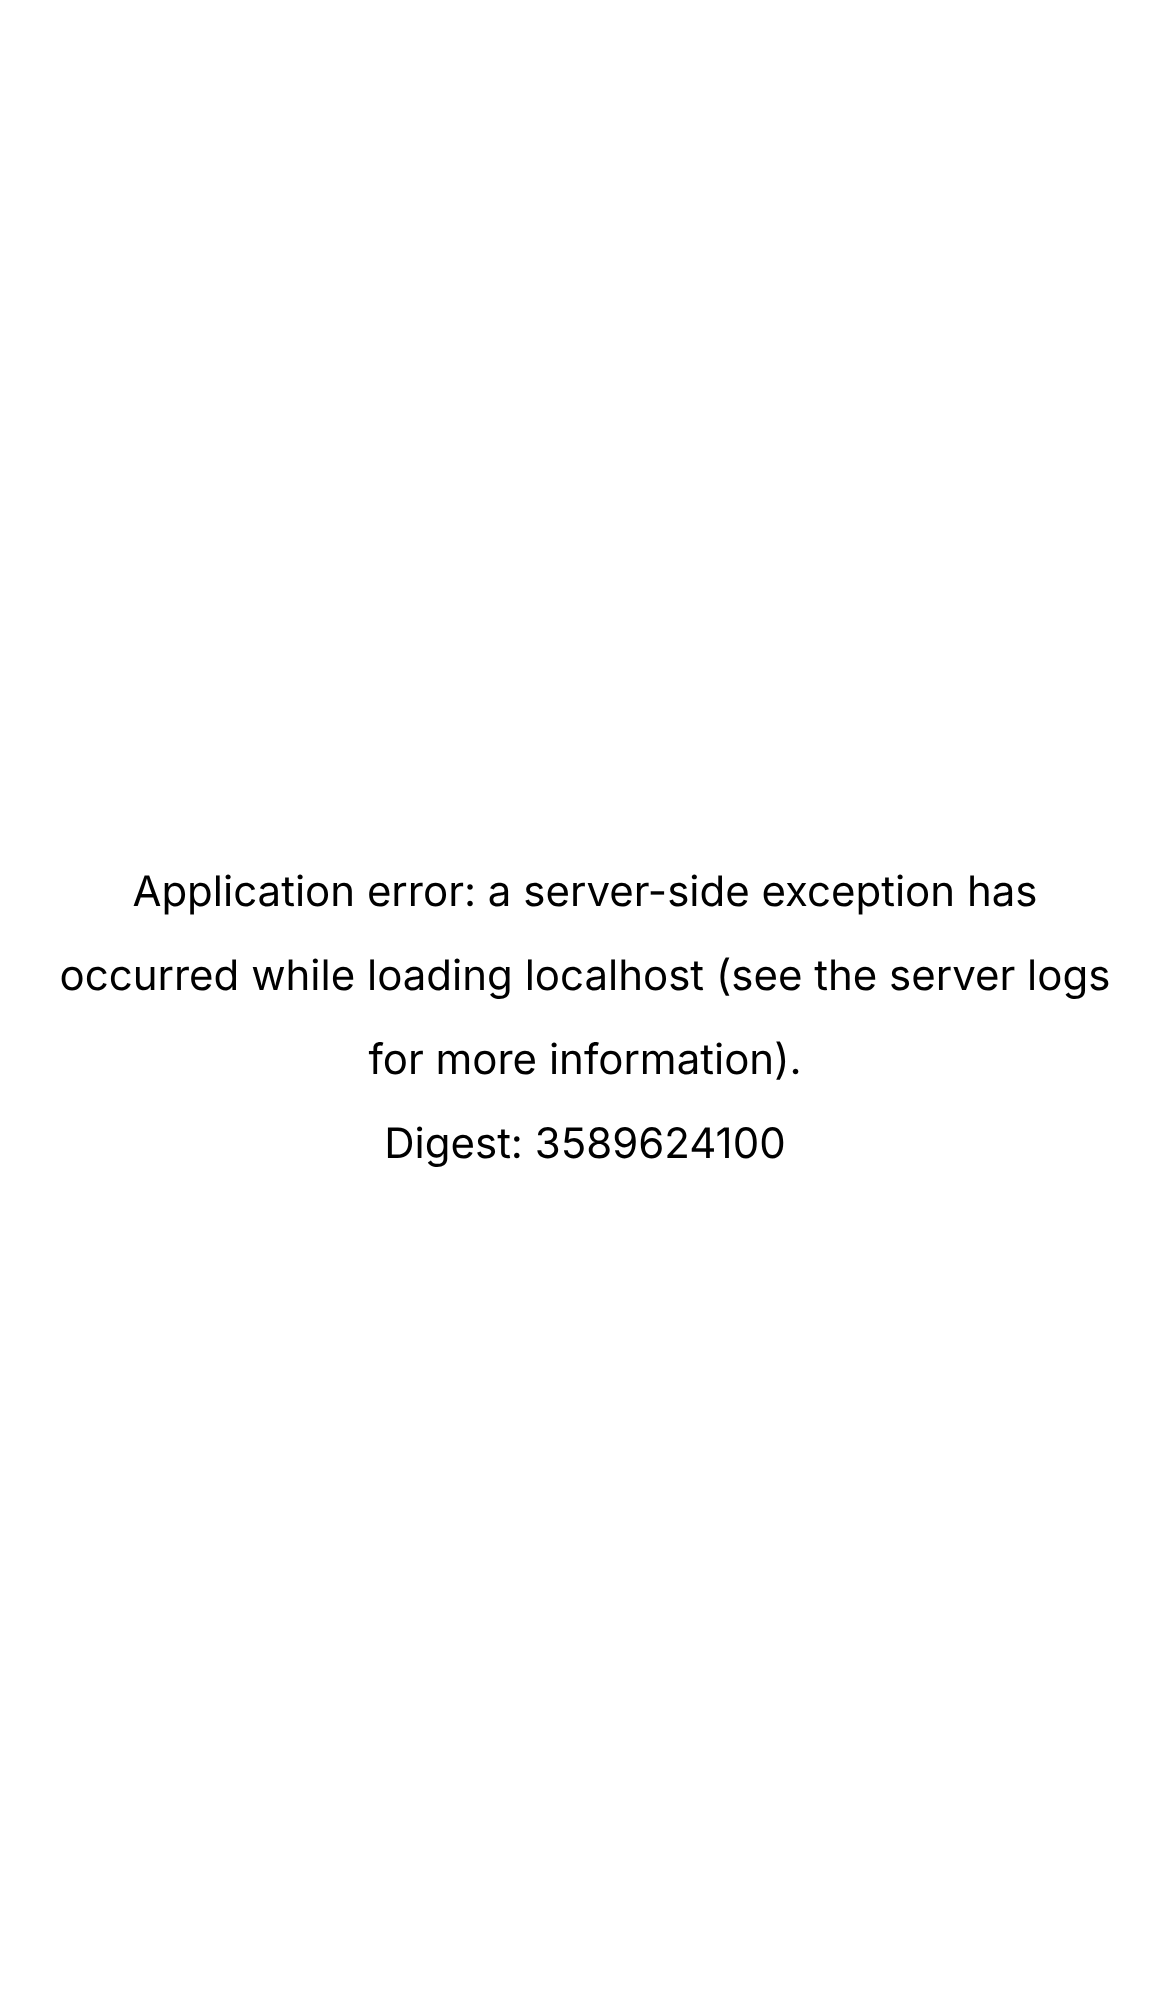 Application error: a server-side exception has
occurred while loading localhost (see the server logs
for more information).
Digest: 3589624100